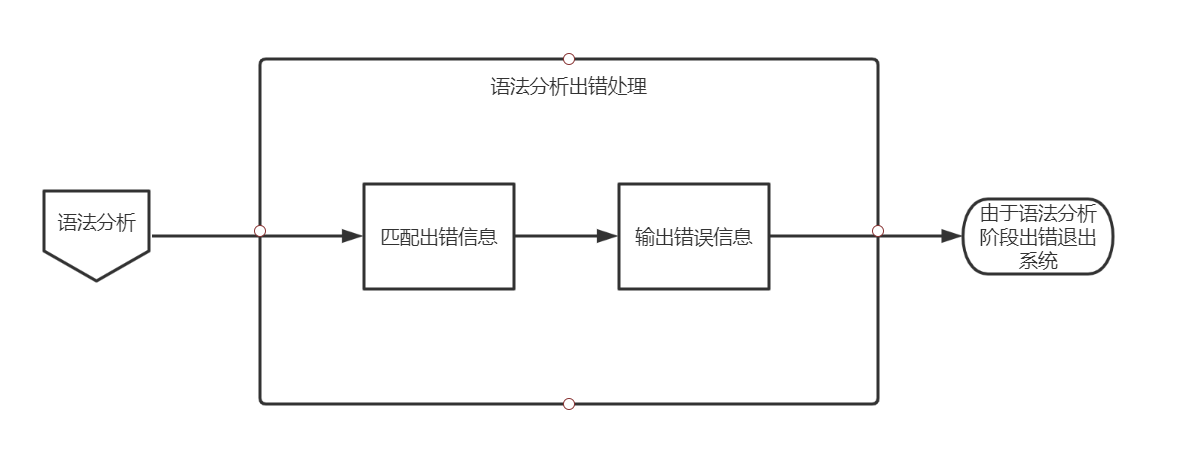 语法分析出错处理
语法分析
匹配出错信息
输出错误信息
由于语法分析
阶段出错退出
系统